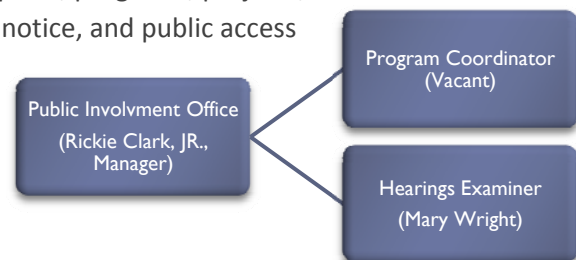 notice, and public access
Program Coordinator
(Vacant)
Public Involvment Office
(Rickie Clark, JR.,
Manager)
Hearings Examiner
(Mary Wright)